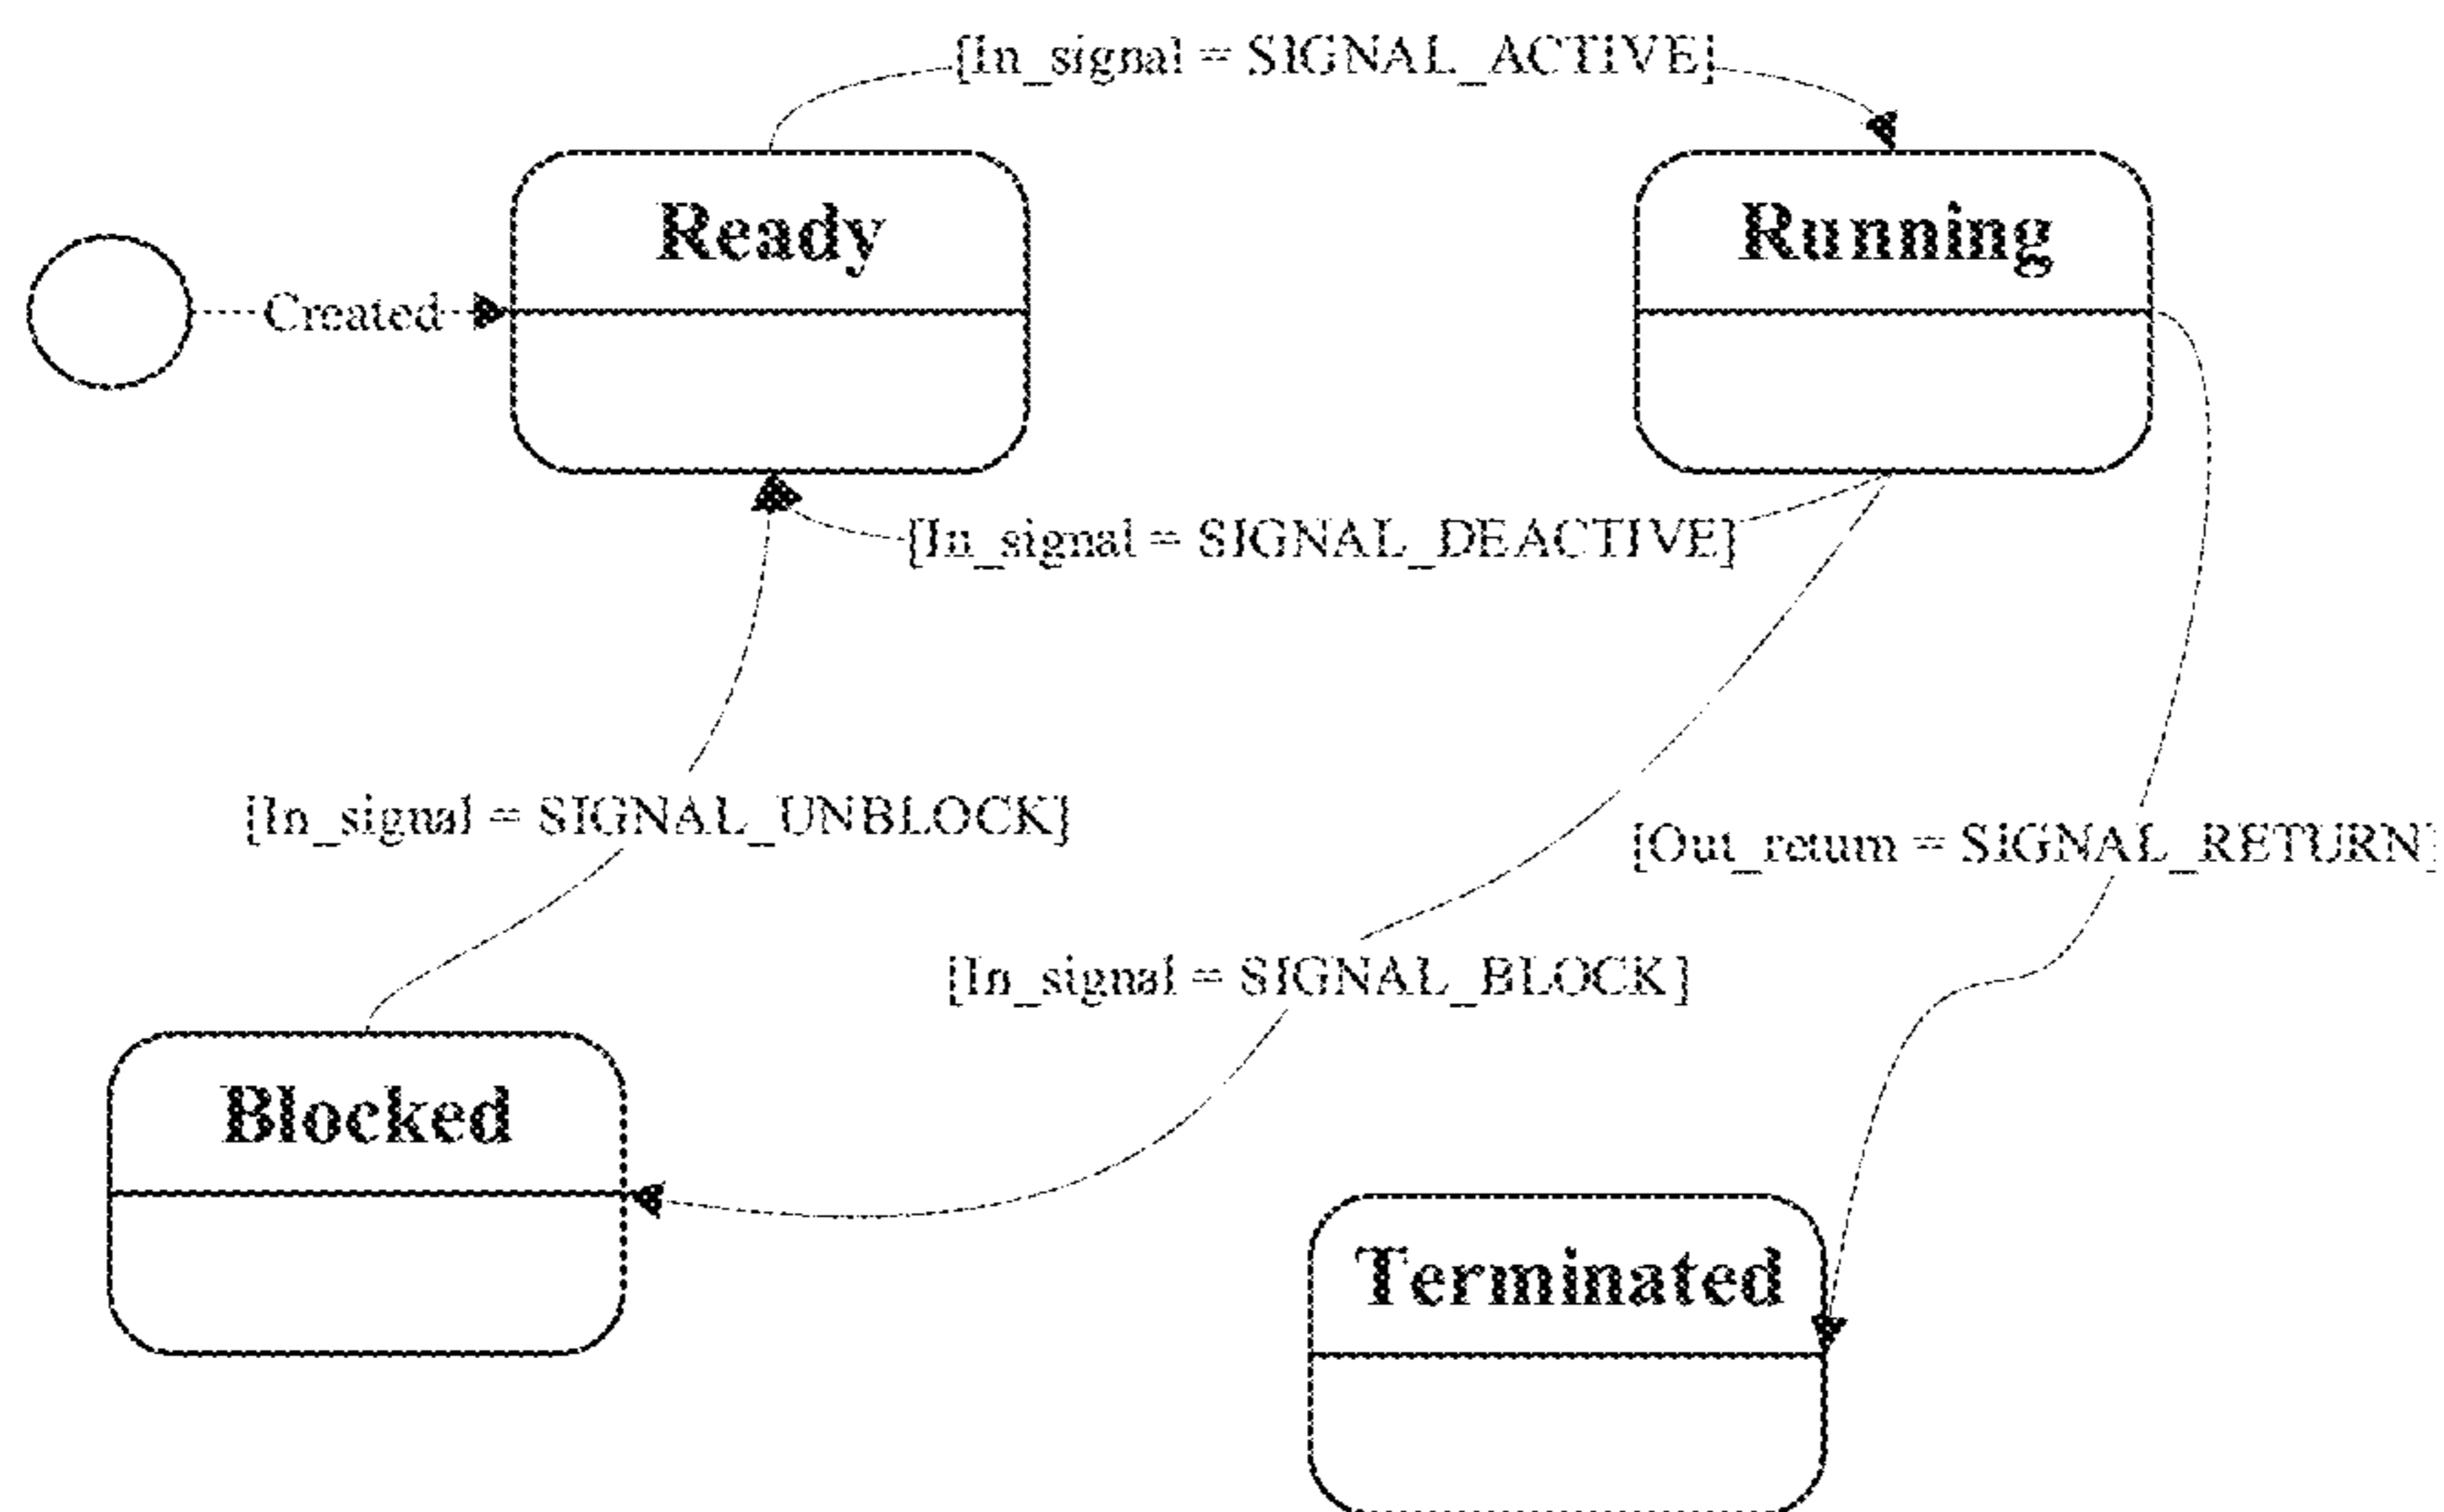 [In_signal = SIGNAL_ACTIVE]
Ready
Running
Created
[In_signal = SIGNAL_DEACTIVE]
[In_signal = SIGNAL_UNBLOCK]
[Out_return = SIGNAL_RETURN]
[In_signal = SIGNAL_BLOCK]
Blocked
Terminated